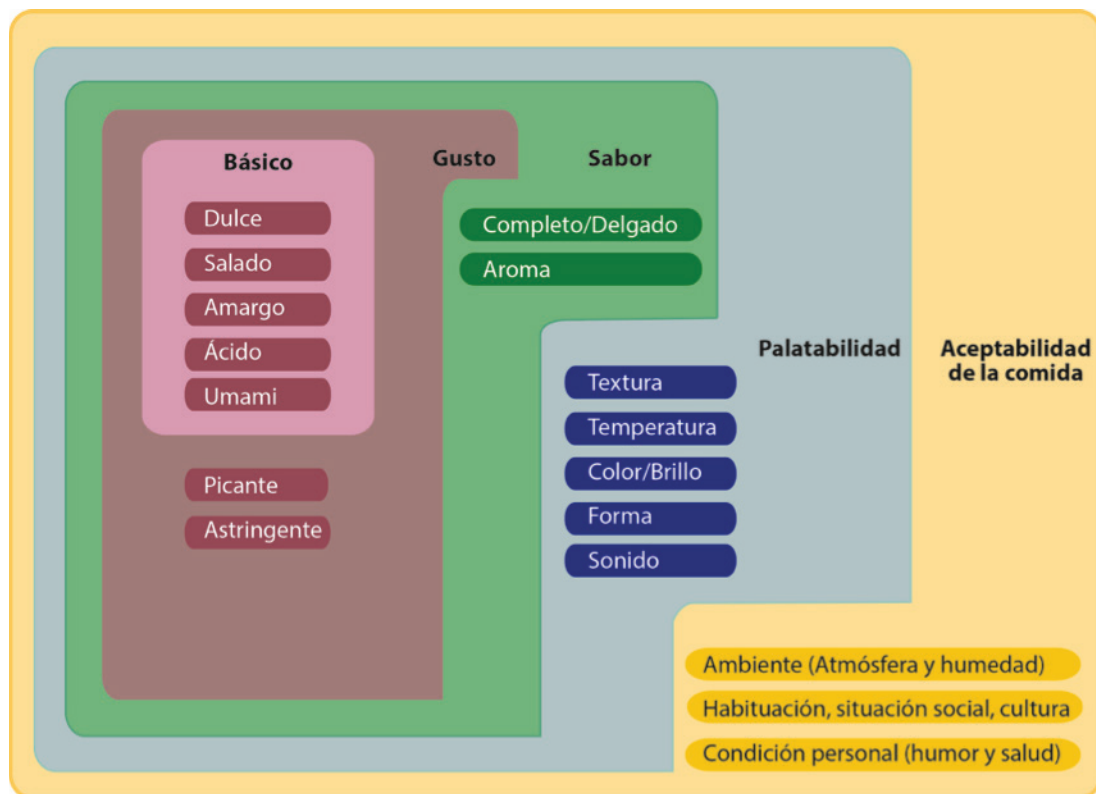 Básico
Dulce
Salado
Amargo
Ácido
Umami
Picante
Astringente
Gusto
Sabor
Completo/Delgado
Aroma
Palatabilidad
Textura
Temperatura
Color/Brillo
Forma
Sonido
Aceptabilidad
de la comida
Ambiente (Atmósfera y humedad)
Habituación, situación social, cultura
Condición personal (humor y salud)